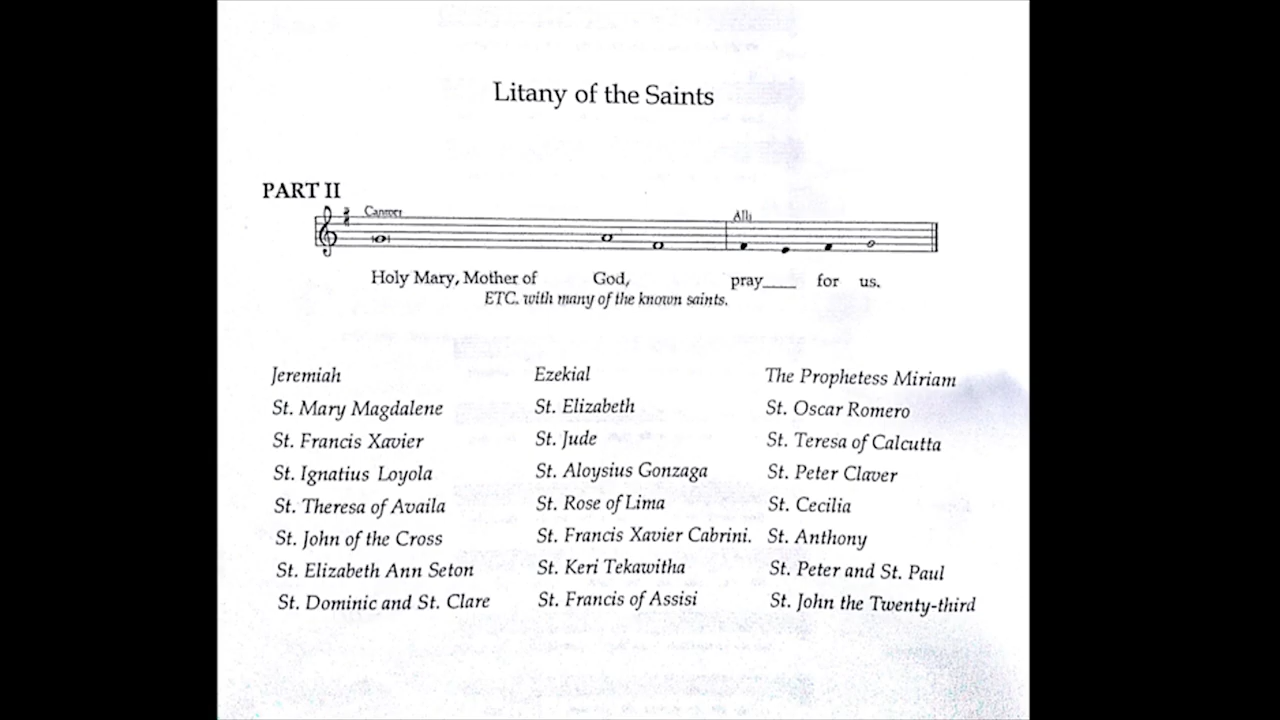 Litany of the Saints
PART II
Cantor:
All:
Holy Mary, Mother of God, pray____ for us.
ETC. with many of the known saints.
Jeremiah
St. Mary Magdalene
St. Francis Xavier
St. Ignatius Loyola
St. Theresa of Availa
St. John of the Cross
St. Elizabeth Ann Seton
St. Dominic and St. Clare
Ezekial
St. Elizabeth
St. Jude
St. Aloysius Gonzaga
St. Rose of Lima
St. Francis Xavier Cabrini.
St. Keri Tekawitha
St. Francis of Assisi
The Prophetess Miriam
St. Oscar Romero
St. Teresa of Calcutta
St. Peter Claver
St. Cecilia
St. Anthony
St. Peter and St. Paul
St. John the Twenty-third